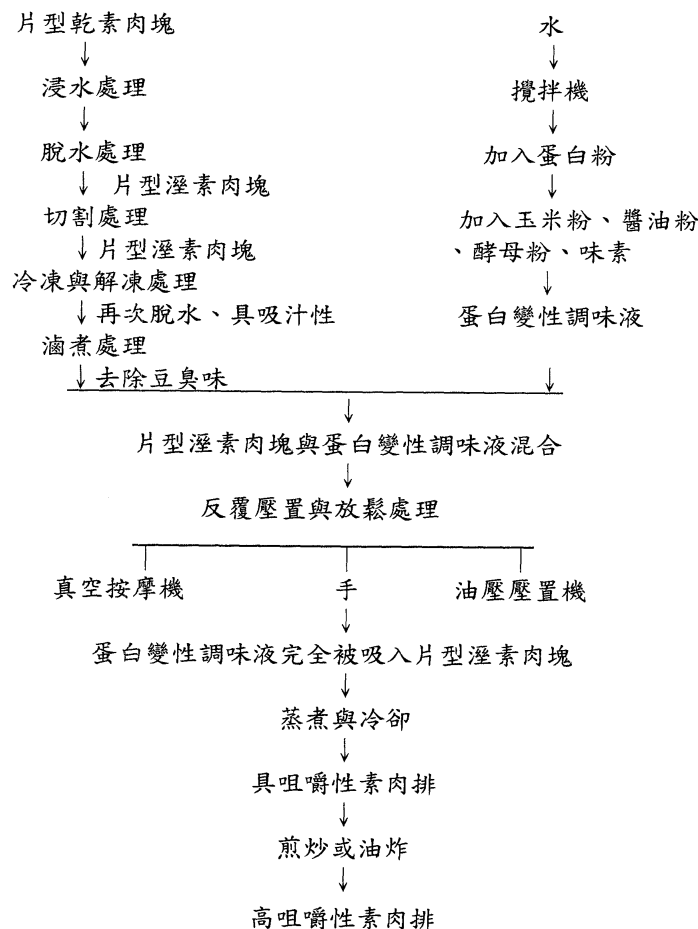 片型乾素肉塊
浸水處理
脫水處理
片型溼素肉塊
切割處理
片型溼素肉塊
冷凍與解凍處理
再次脫水、具吸汁性
滷煮處理
去除豆臭味
水
攪拌機
加入蛋白粉
加入玉米粉、醬油粉
、酵母粉、味素
蛋白變性調味液
片型溼素肉塊與蛋白變性調味液混合
反覆壓置與放鬆處理
真空按摩機
手
油壓壓置機
蛋白變性調味液完全被吸入片型溼素肉塊
蒸煮與冷卻
具咀嚼性素肉排
煎炒或油炸
高咀嚼性素肉排